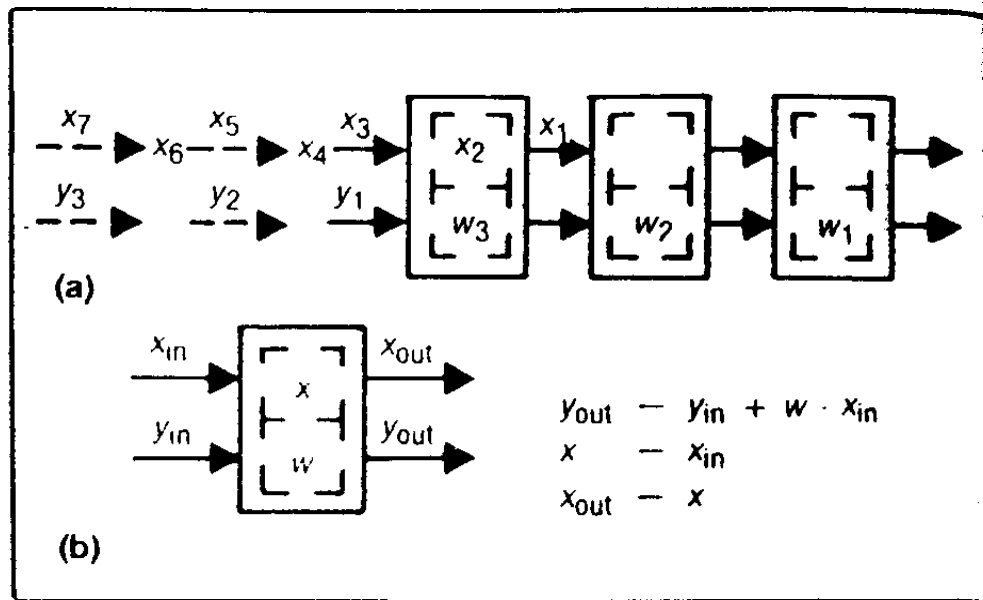 x₇ x₆ x₅ x₄ x₃ x₂ x₁
y₃ y₂ y₁ w₃ w₂ w₁
(a)
xin x xout
yin w yout
yout − yin + w · xin
x − xin
xout − x
(b)